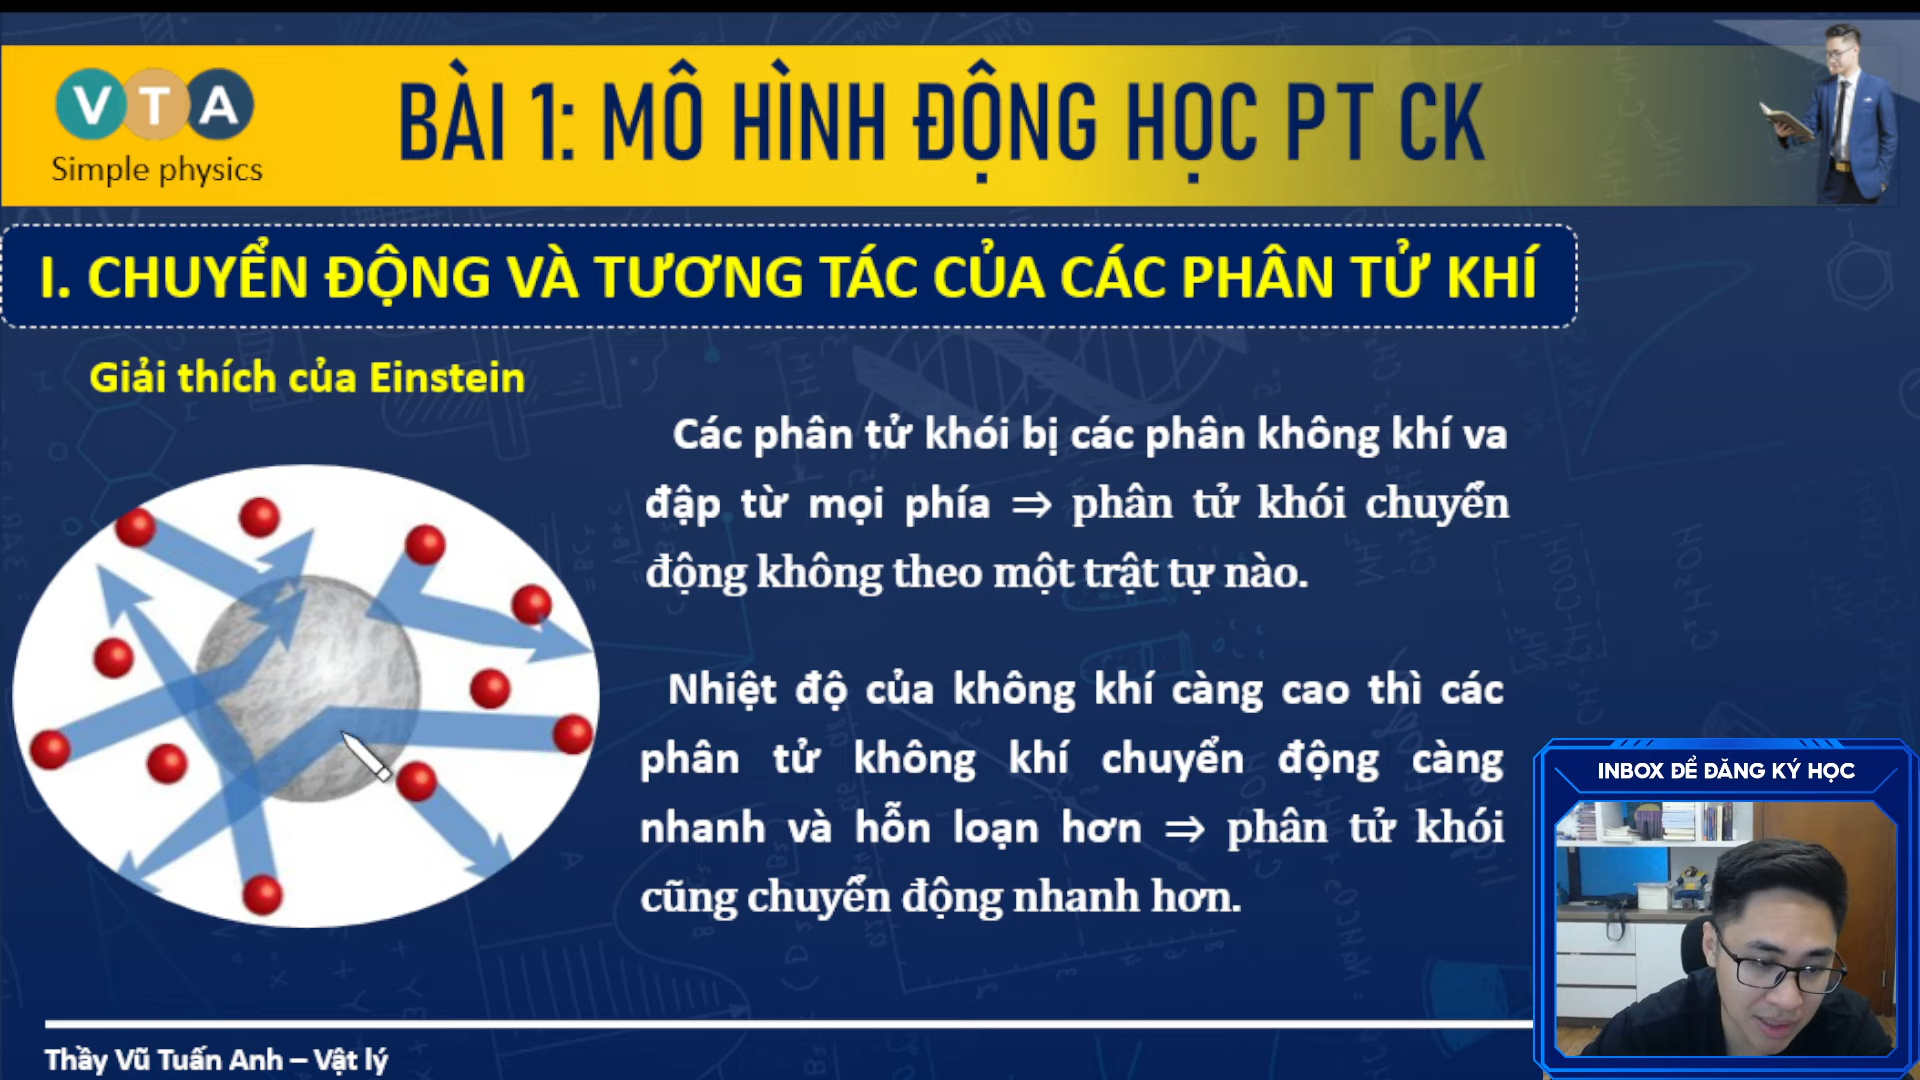 VTA
Simple physics
BÀI 1: MÔ HÌNH ĐỘNG HỌC PT CK
I. CHUYỂN ĐỘNG VÀ TƯƠNG TÁC CỦA CÁC PHÂN TỬ KHÍ
Giải thích của Einstein
Các phân tử khói bị các phân không khí va
đập từ mọi phía ⇒ phân tử khói chuyển
động không theo một trật tự nào.
Nhiệt độ của không khí càng cao thì các
phân tử không khí chuyển động càng
nhanh và hỗn loạn hơn ⇒ phân tử khói
cũng chuyển động nhanh hơn.
INBOX ĐỂ ĐĂNG KÝ HỌC
Thầy Vũ Tuấn Anh – Vật lý